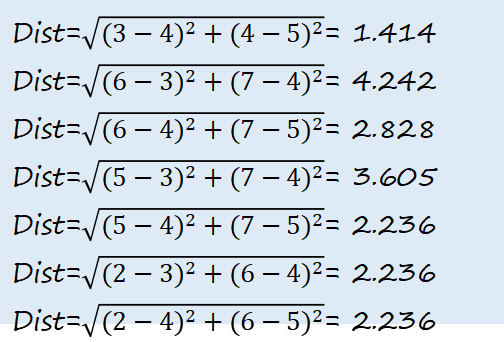 Dist=√(3 − 4)² + (4 − 5)²= 1.414
Dist=√(6 − 3)² + (7 − 4)²= 4.242
Dist=√(6 − 4)² + (7 − 5)²= 2.828
Dist=√(5 − 3)² + (7 − 4)²= 3.605
Dist=√(5 − 4)² + (7 − 5)²= 2.236
Dist=√(2 − 3)² + (6 − 4)²= 2.236
Dist=√(2 − 4)² + (6 − 5)²= 2.236